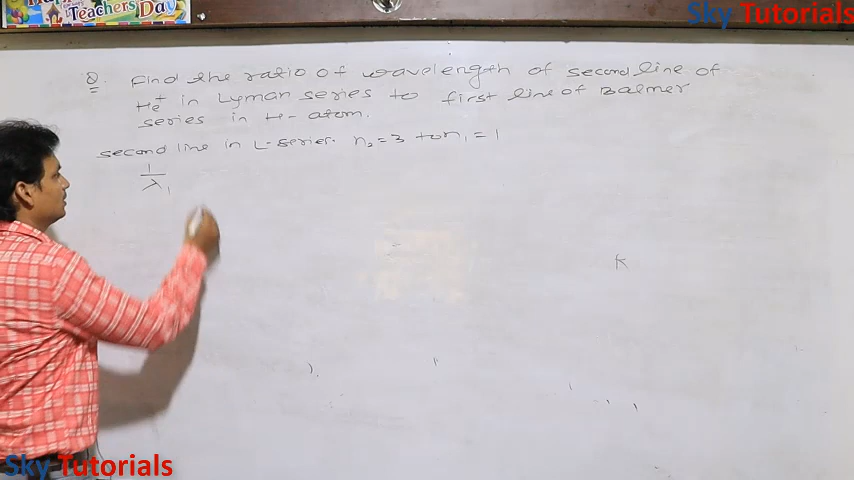 Teachers Day
Sky Tutorials
Q. Find the ratio of wavelength of second line of
He+ in Lyman series to first line of Balmer
series in H-atom.
second line in L-series. n₂=3 to n₁=1
1
λ₁
K
Sky Tutorials